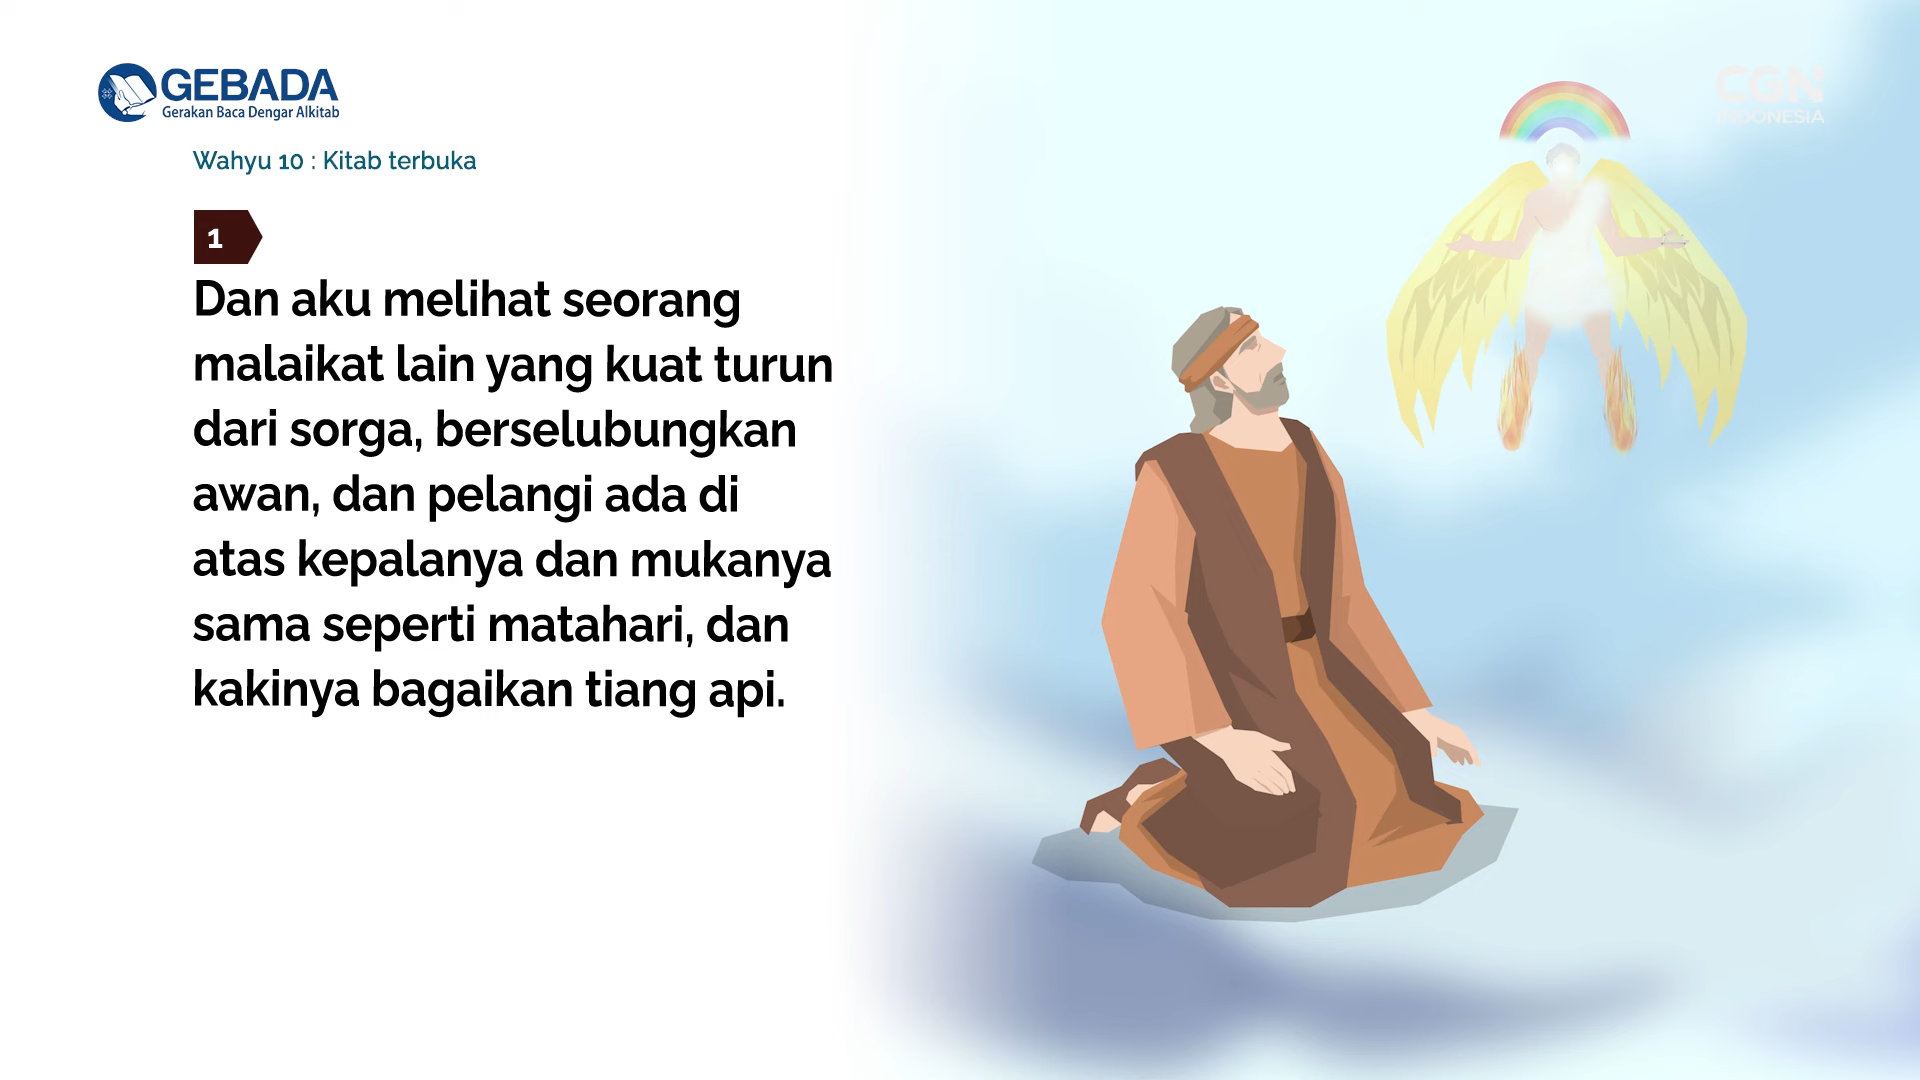 GEBADA
Gerakan Baca Dengar Alkitab
CGN
INDONESIA
Wahyu 10 : Kitab terbuka
1
Dan aku melihat seorang
malaikat lain yang kuat turun
dari sorga, berselubungkan
awan, dan pelangi ada di
atas kepalanya dan mukanya
sama seperti matahari, dan
kakinya bagaikan tiang api.